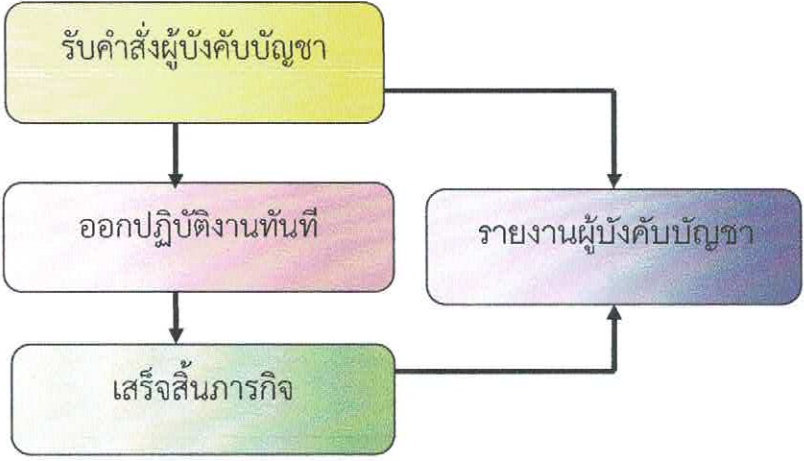 รับคำสั่งผู้บังคับบัญชา
ออกปฏิบัติงานทันที
รายงานผู้บังคับบัญชา
เสร็จสิ้นภารกิจ